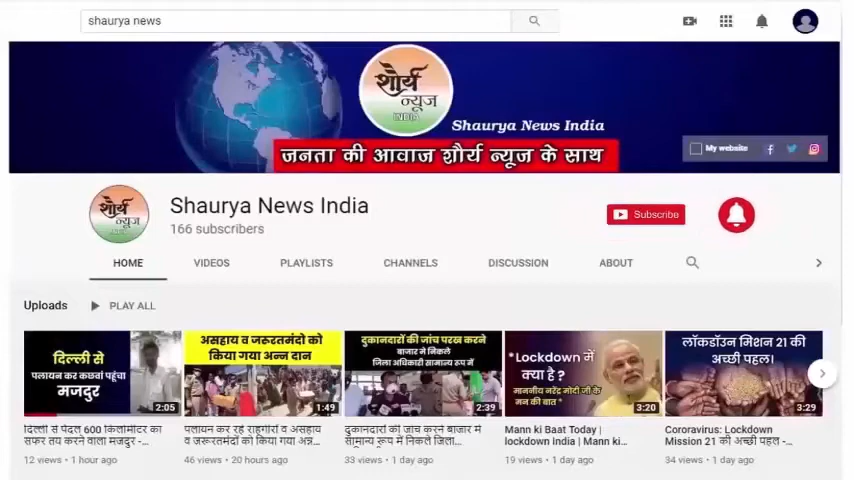 shaurya news
शौर्य
न्यूज
INDIA
Shaurya News India
जनता की आवाज शौर्य न्यूज के साथ
My website
शौर्य
न्यूज
Shaurya News India
166 subscribers
Subscribe
HOME VIDEOS PLAYLISTS CHANNELS DISCUSSION ABOUT
Uploads PLAY ALL
दिल्ली से
पलायन कर कछवां पहुंचा
मजदुर
2:05
असहाय व जरूरतमंदो को
किया गया अन्न दान
1:49
दुकानदारों की जांच परख करने
बाजार मे निकले
जिला अधिकारी सामान्य रूप में
2:39
"Lockdown में
क्या है ?
माननीय नरेंद्र मोदी जी के
मन की बात "
3:20
लॉकडॉउन मिशन 21 की
अच्छी पहल।
3:29
दिल्ली से पैदल 600 किलोमीटर का
सफर तय करने वाला मजदुर -...
12 views • 1 hour ago
पलायन कर रहे राहगीरों व असहाय
व जरूरतमंदों को किया गया अन्न...
46 views • 20 hours ago
दुकानदारों की जांच करने बाजार में
सामान्य रूप में निकले जिला...
33 views • 1 day ago
Mann ki Baat Today |
lockdown India | Mann ki...
19 views • 1 day ago
Cororavirus: Lockdown
Mission 21 की अच्छी पहल -...
34 views • 1 day ago